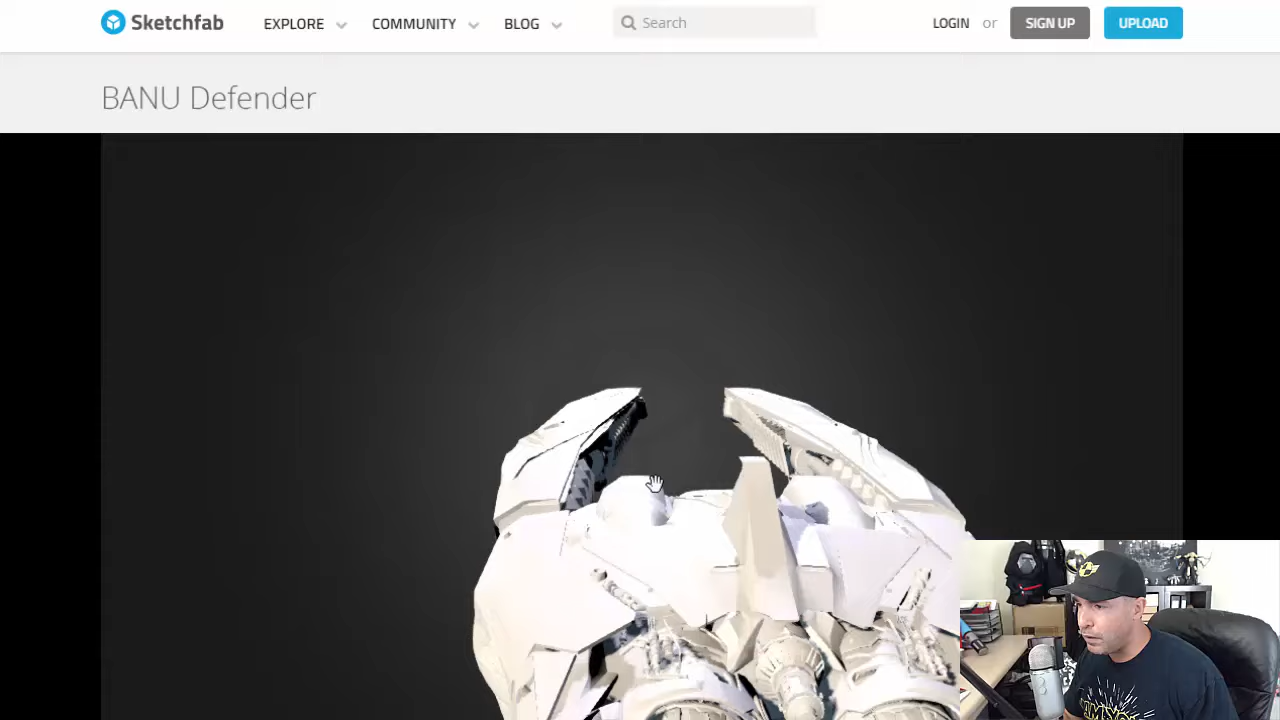 Sketchfab
EXPLORE COMMUNITY BLOG Search LOGIN or SIGN UP UPLOAD
BANU Defender